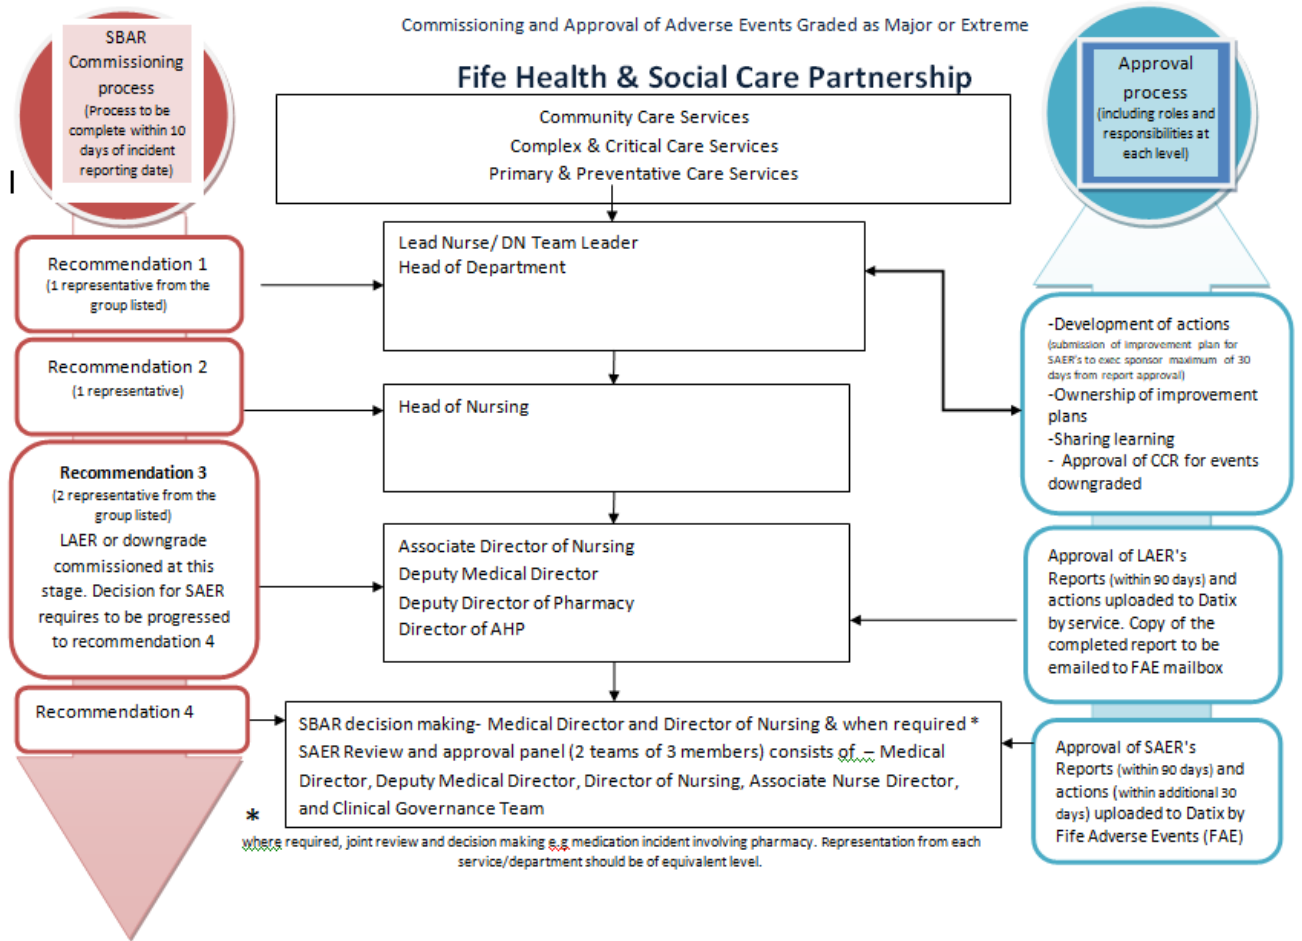 Commissioning and Approval of Adverse Events Graded as Major or Extreme
Fife Health & Social Care Partnership
SBAR
Commissioning
process
(Process to be
complete within 10
days of incident
reporting date)
Approval
process
(including roles and
responsibilities at
each level)
Community Care Services
Complex & Critical Care Services
Primary & Preventative Care Services
Recommendation 1
(1 representative from the
group listed)
Lead Nurse/ DN Team Leader
Head of Department
-Development of actions
(submission of improvement plan for
SAER's to exec sponsor maximum of 30
days from report approval)
-Ownership of improvement
plans
-Sharing learning
- Approval of CCR for events
downgraded
Recommendation 2
(1 representative)
Head of Nursing
Recommendation 3
(2 representative from the
group listed)
LAER or downgrade
commissioned at this
stage. Decision for SAER
requires to be progressed
to recommendation 4
Associate Director of Nursing
Deputy Medical Director
Deputy Director of Pharmacy
Director of AHP
Approval of LAER's
Reports (within 90 days) and
actions uploaded to Datix
by service. Copy of the
completed report to be
emailed to FAE mailbox
Recommendation 4
SBAR decision making- Medical Director and Director of Nursing & when required *
SAER Review and approval panel (2 teams of 3 members) consists of – Medical
Director, Deputy Medical Director, Director of Nursing, Associate Nurse Director,
and Clinical Governance Team
Approval of SAER's
Reports (within 90 days) and
actions (within additional 30
days) uploaded to Datix by
Fife Adverse Events (FAE)
*
where required, joint review and decision making e.g medication incident involving pharmacy. Representation from each
service/department should be of equivalent level.